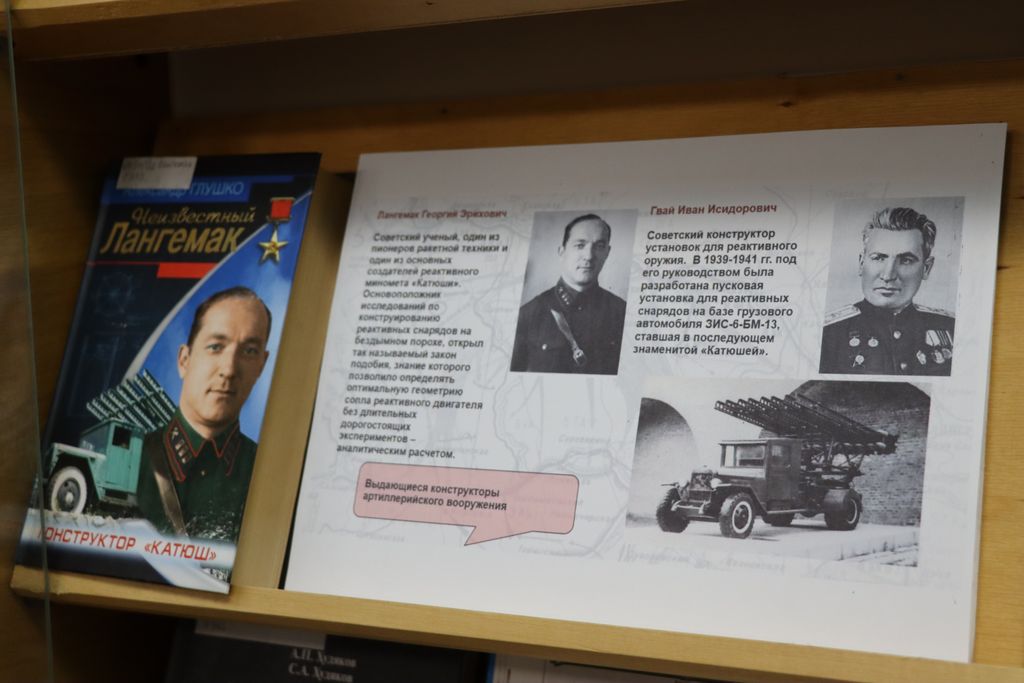 АЛЕКСАНДР ГЛУШКО
Неизвестный
Лангемак
КОНСТРУКТОР «КАТЮШ»
Лангемак Георгий Эрихович
Советский ученый, один из
пионеров ракетной техники и
один из основных
создателей реактивного
миномета «Катюши».
Основоположник
исследований по
конструированию
реактивных снарядов на
бездымном порохе, открыл
так называемый закон
подобия, знание которого
позволило определять
оптимальную геометрию
сопла реактивного двигателя
без длительных
дорогостоящих
экспериментов –
аналитическим расчетом.
Гвай Иван Исидорович
Советский конструктор
установок для реактивного
оружия. В 1939-1941 гг. под
его руководством была
разработана пусковая
установка для реактивных
снарядов на базе грузового
автомобиля ЗИС-6-БМ-13,
ставшая в последующем
знаменитой «Катюшей».
Выдающиеся конструкторы
артиллерийского вооружения
А.П. Худяков
С.А. Худяков